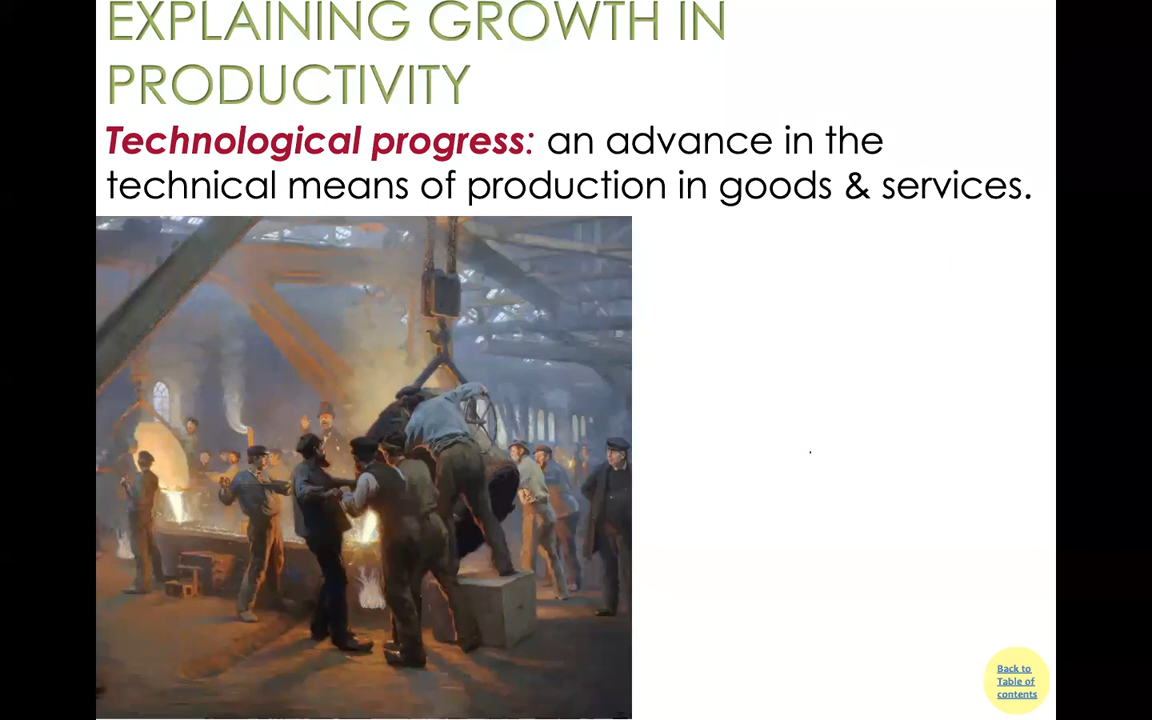 EXPLAINING GROWTH IN
PRODUCTIVITY
Technological progress: an advance in the
technical means of production in goods & services.
Back to
Table of
contents